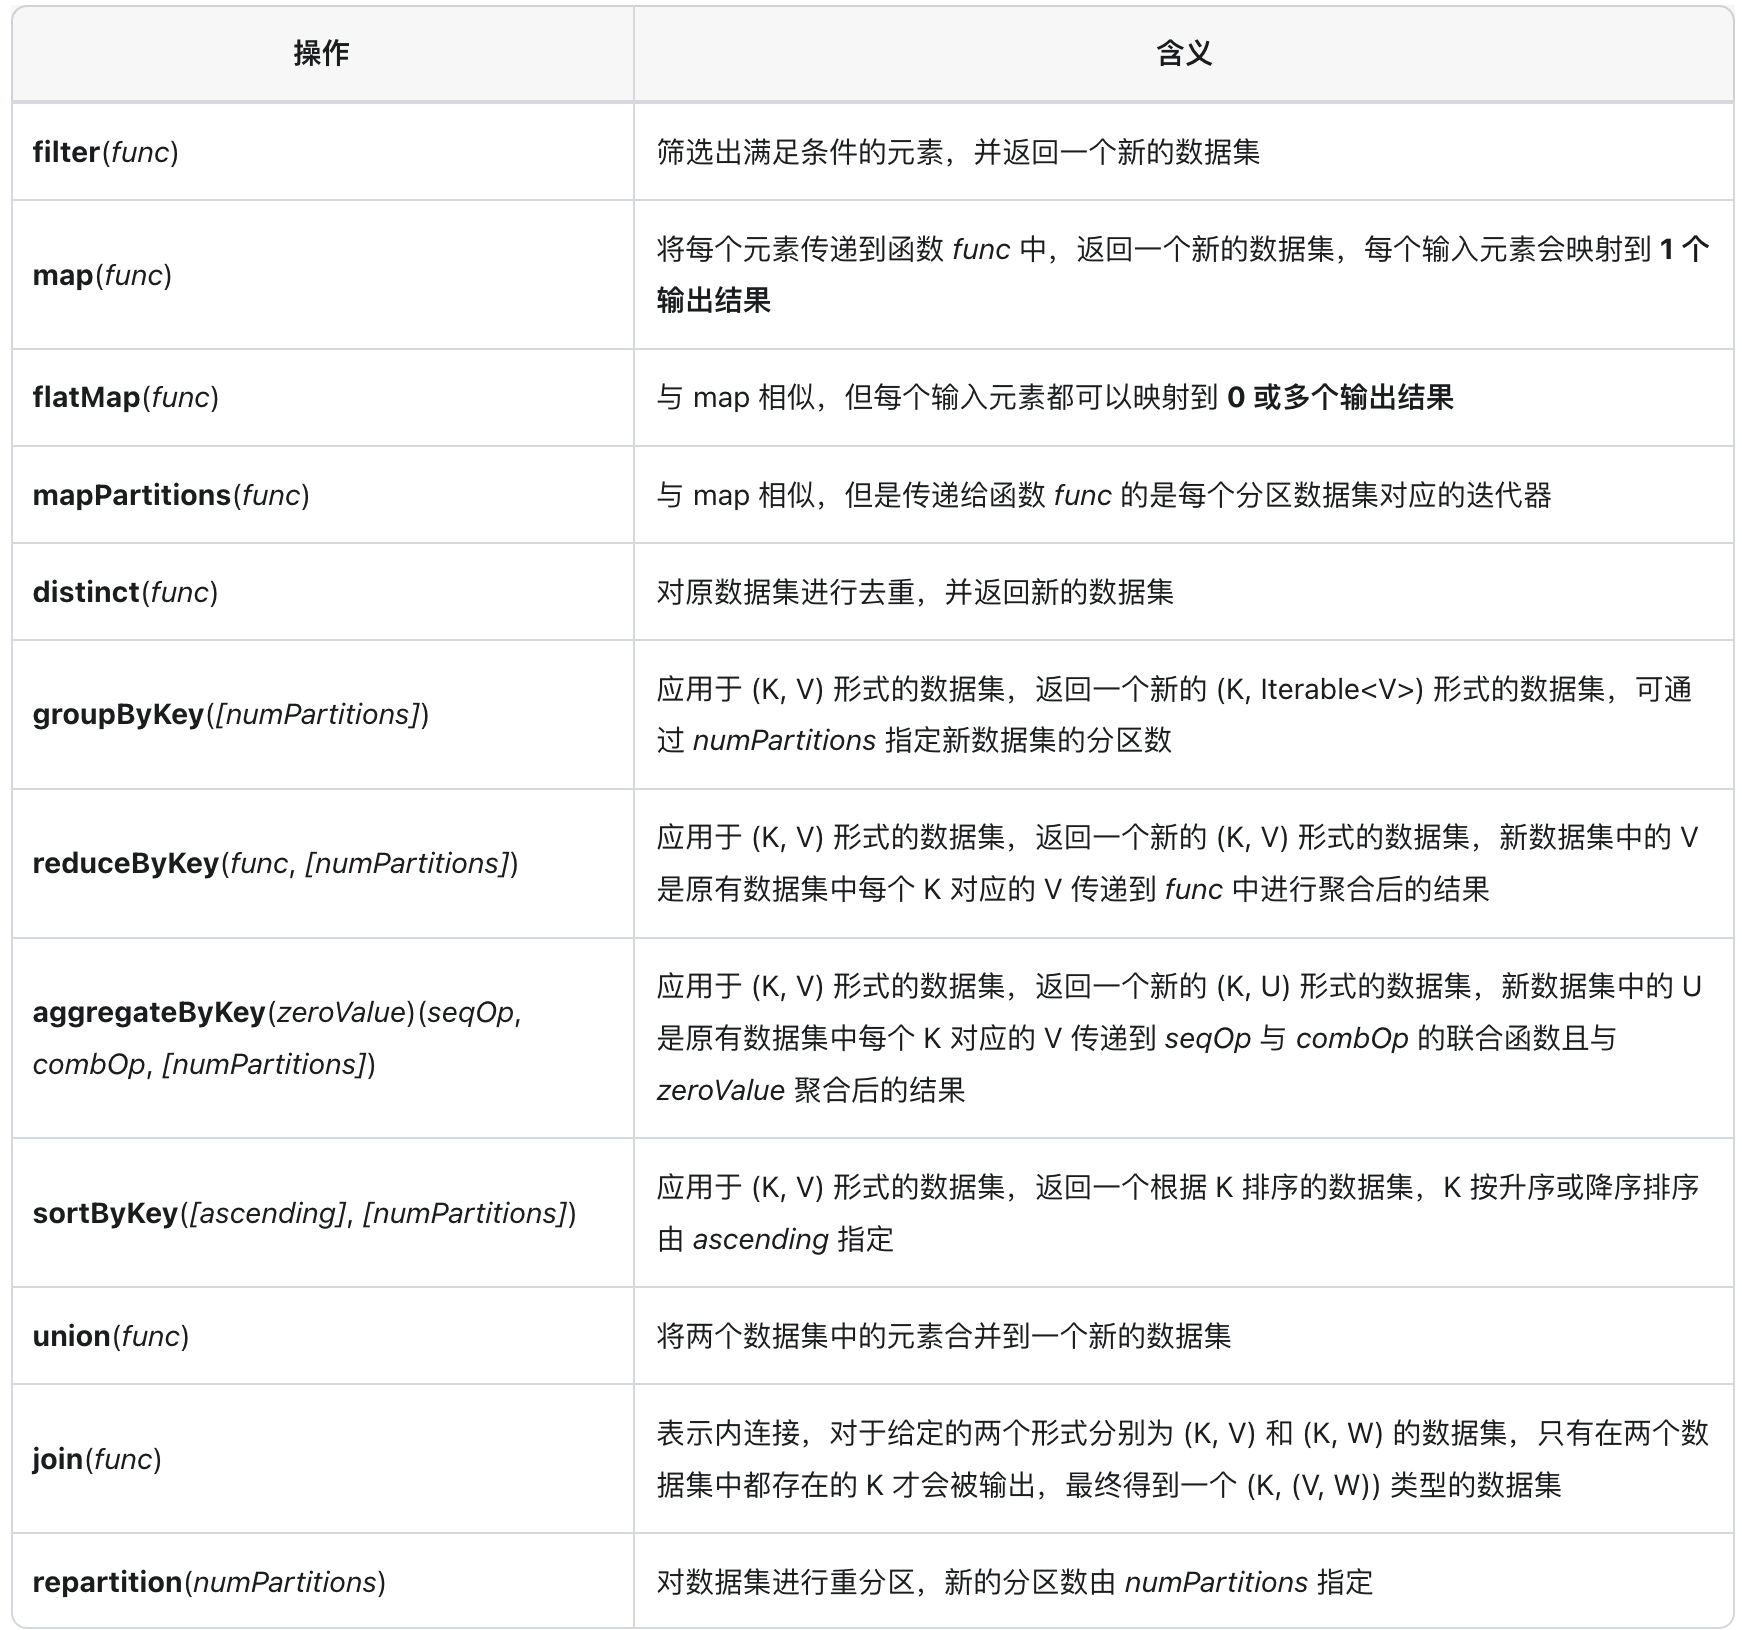 操作
含义
filter(func)
筛选出满足条件的元素，并返回一个新的数据集
map(func)
将每个元素传递到函数 func 中，返回一个新的数据集，每个输入元素会映射到 1 个
输出结果
flatMap(func)
与 map 相似，但每个输入元素都可以映射到 0 或多个输出结果
mapPartitions(func)
与 map 相似，但是传递给函数 func 的是每个分区数据集对应的迭代器
distinct(func)
对原数据集进行去重，并返回新的数据集
groupByKey([numPartitions])
应用于 (K, V) 形式的数据集，返回一个新的 (K, Iterable<V>) 形式的数据集，可通
过 numPartitions 指定新数据集的分区数
reduceByKey(func, [numPartitions])
应用于 (K, V) 形式的数据集，返回一个新的 (K, V) 形式的数据集，新数据集中的 V
是原有数据集中每个 K 对应的 V 传递到 func 中进行聚合后的结果
aggregateByKey(zeroValue)(seqOp,
combOp, [numPartitions])
应用于 (K, V) 形式的数据集，返回一个新的 (K, U) 形式的数据集，新数据集中的 U
是原有数据集中每个 K 对应的 V 传递到 seqOp 与 combOp 的联合函数且与
zeroValue 聚合后的结果
sortByKey([ascending], [numPartitions])
应用于 (K, V) 形式的数据集，返回一个根据 K 排序的数据集，K 按升序或降序排序
由 ascending 指定
union(func)
将两个数据集中的元素合并到一个新的数据集
join(func)
表示内连接，对于给定的两个形式分别为 (K, V) 和 (K, W) 的数据集，只有在两个数
据集中都存在的 K 才会被输出，最终得到一个 (K, (V, W)) 类型的数据集
repartition(numPartitions)
对数据集进行重分区，新的分区数由 numPartitions 指定